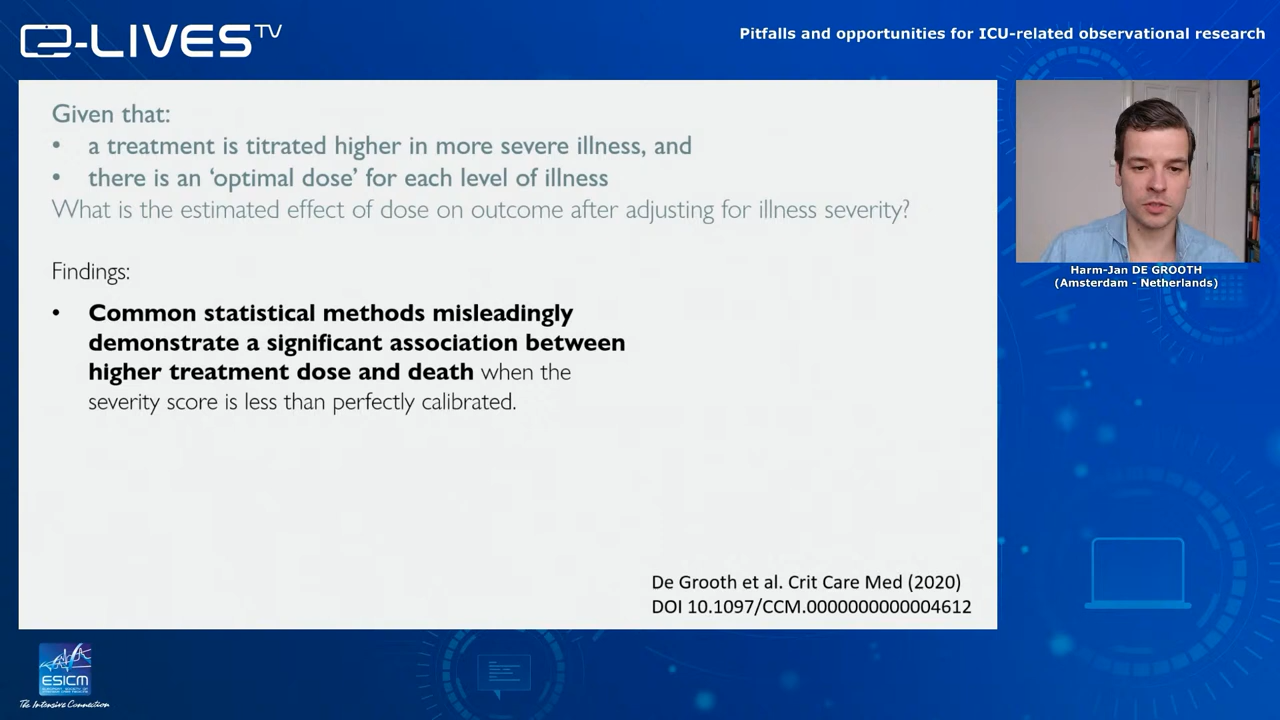 e-LIVES TV
Pitfalls and opportunities for ICU-related observational research
Given that:
• a treatment is titrated higher in more severe illness, and
• there is an ‘optimal dose’ for each level of illness
What is the estimated effect of dose on outcome after adjusting for illness severity?
Findings:
• Common statistical methods misleadingly
demonstrate a significant association between
higher treatment dose and death when the
severity score is less than perfectly calibrated.
De Grooth et al. Crit Care Med (2020)
DOI 10.1097/CCM.0000000000004612
Harm-Jan DE GROOTH
(Amsterdam - Netherlands)
ESICM
The Intensive Connection